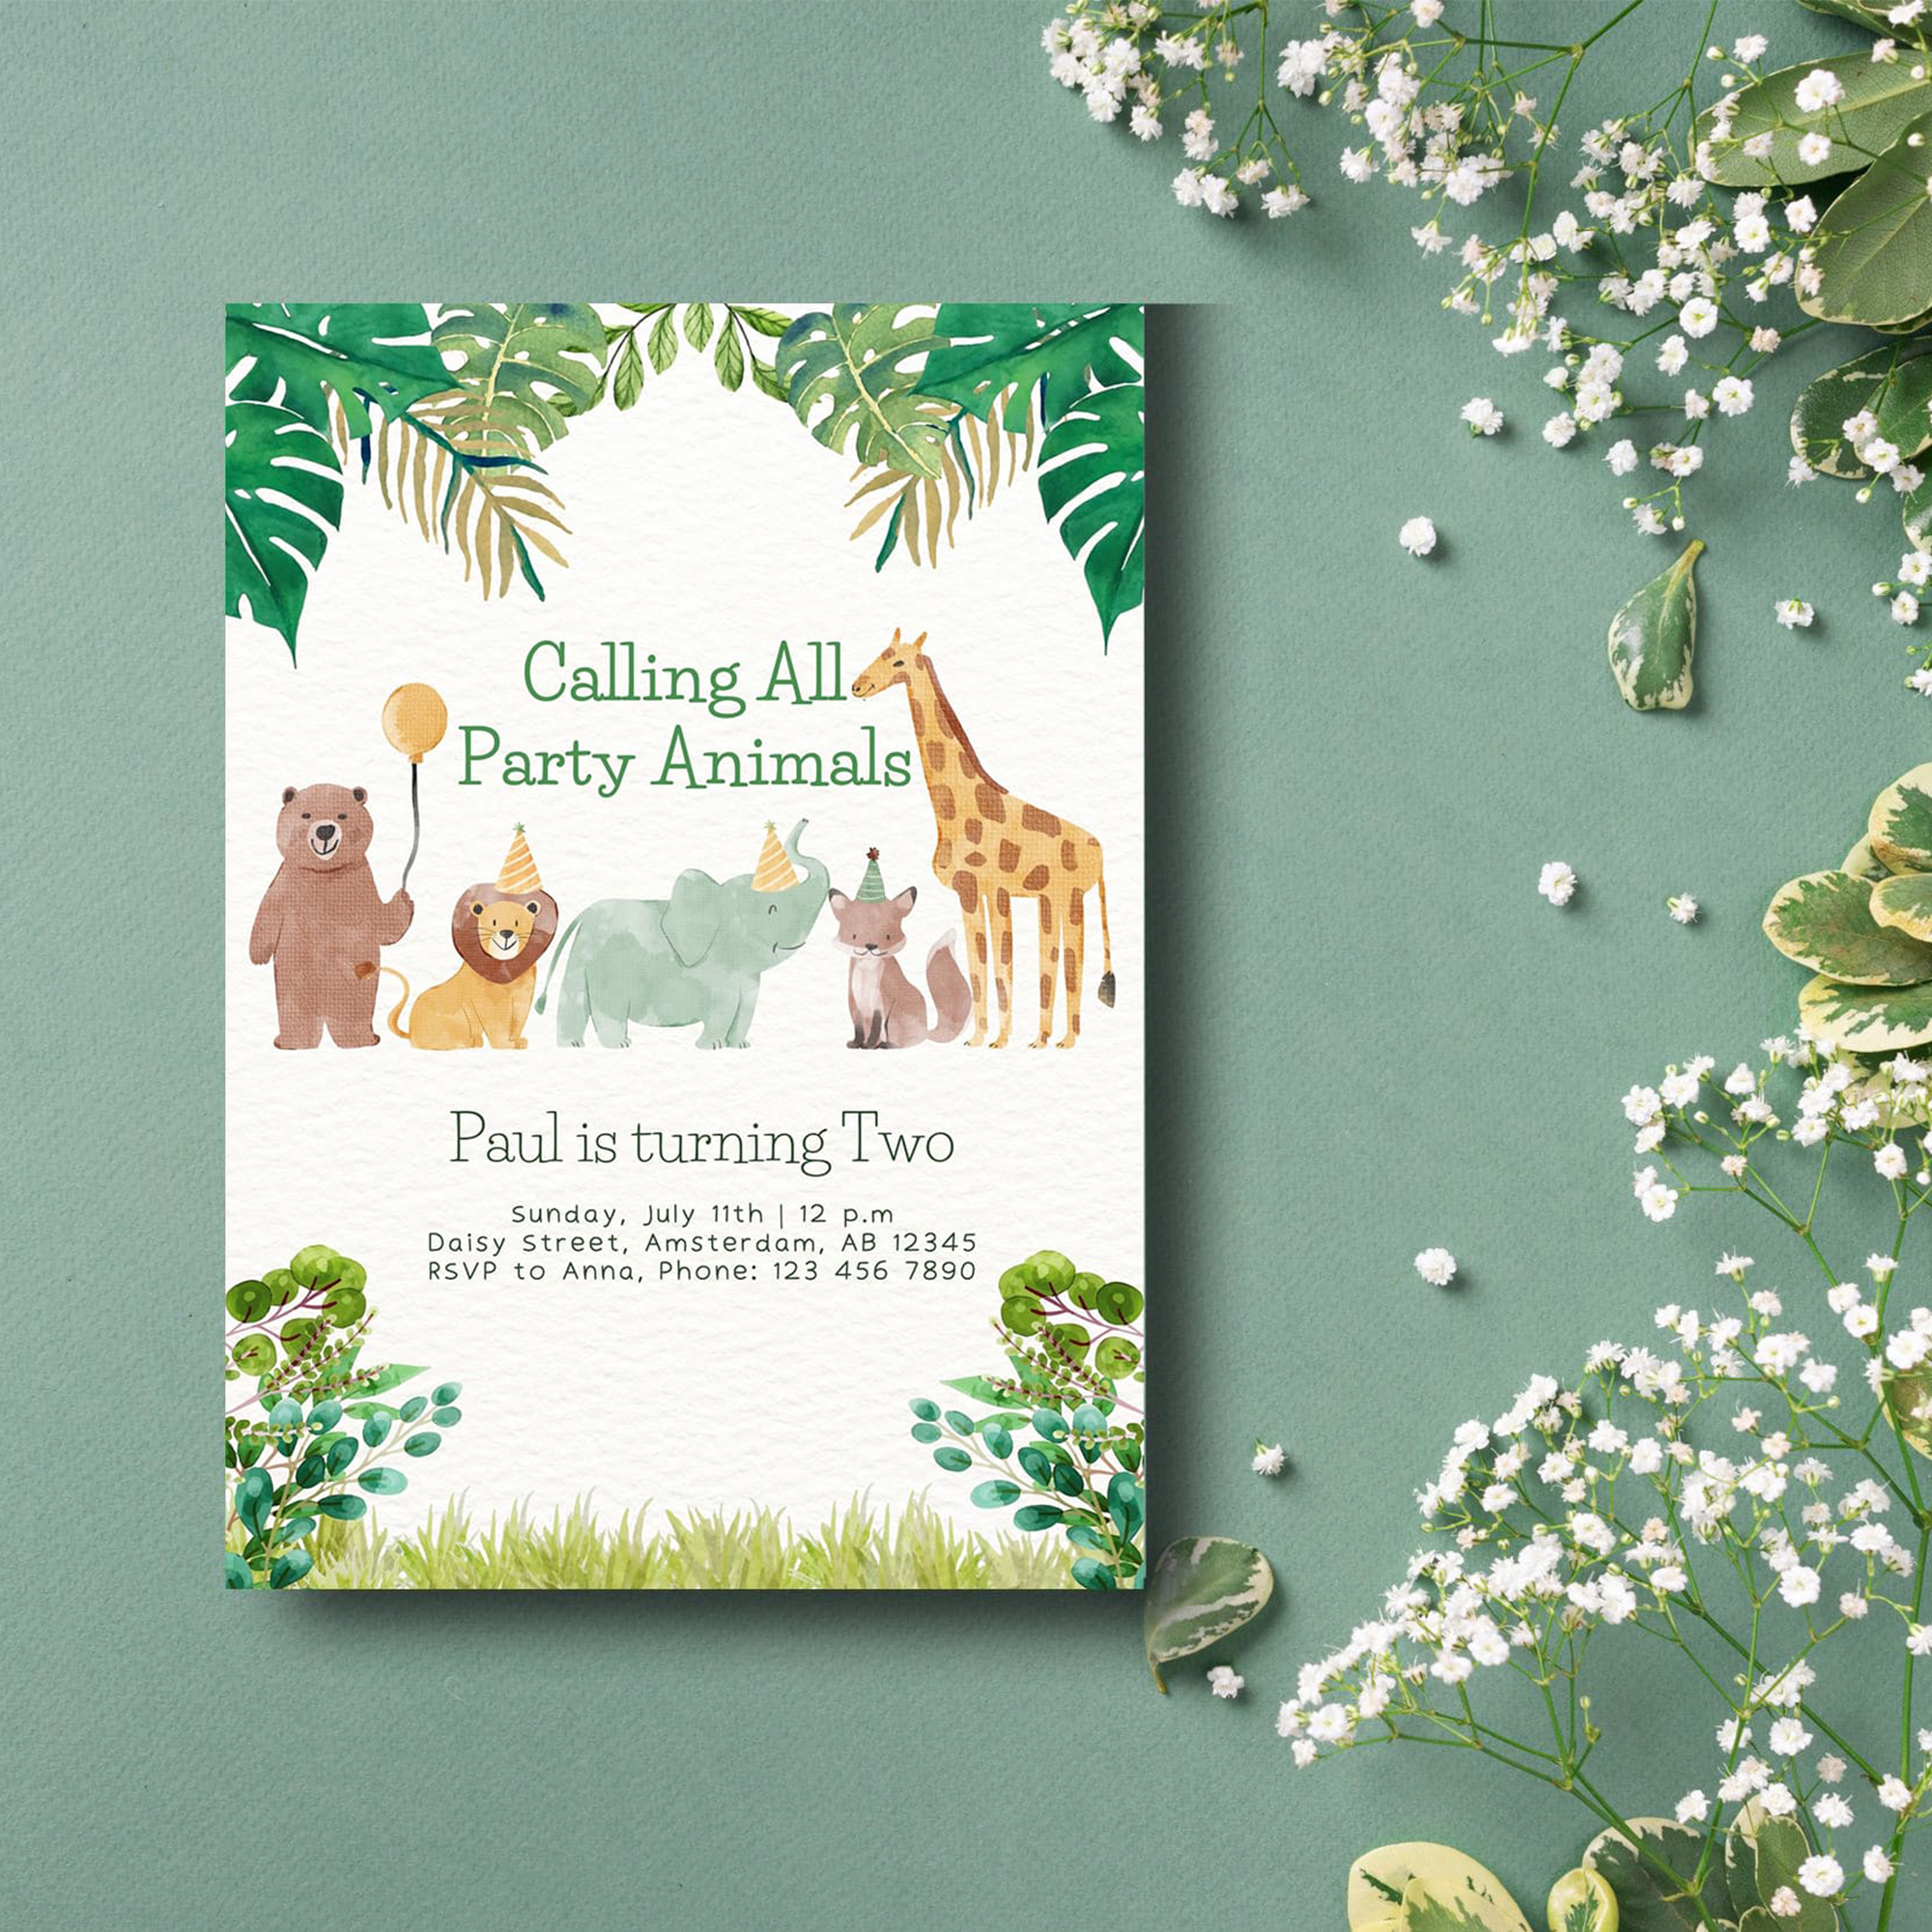 Calling All
Party Animals
Paul is turning Two
Sunday, July 11th | 12 p.m
Daisy Street, Amsterdam, AB 12345
RSVP to Anna, Phone: 123 456 7890